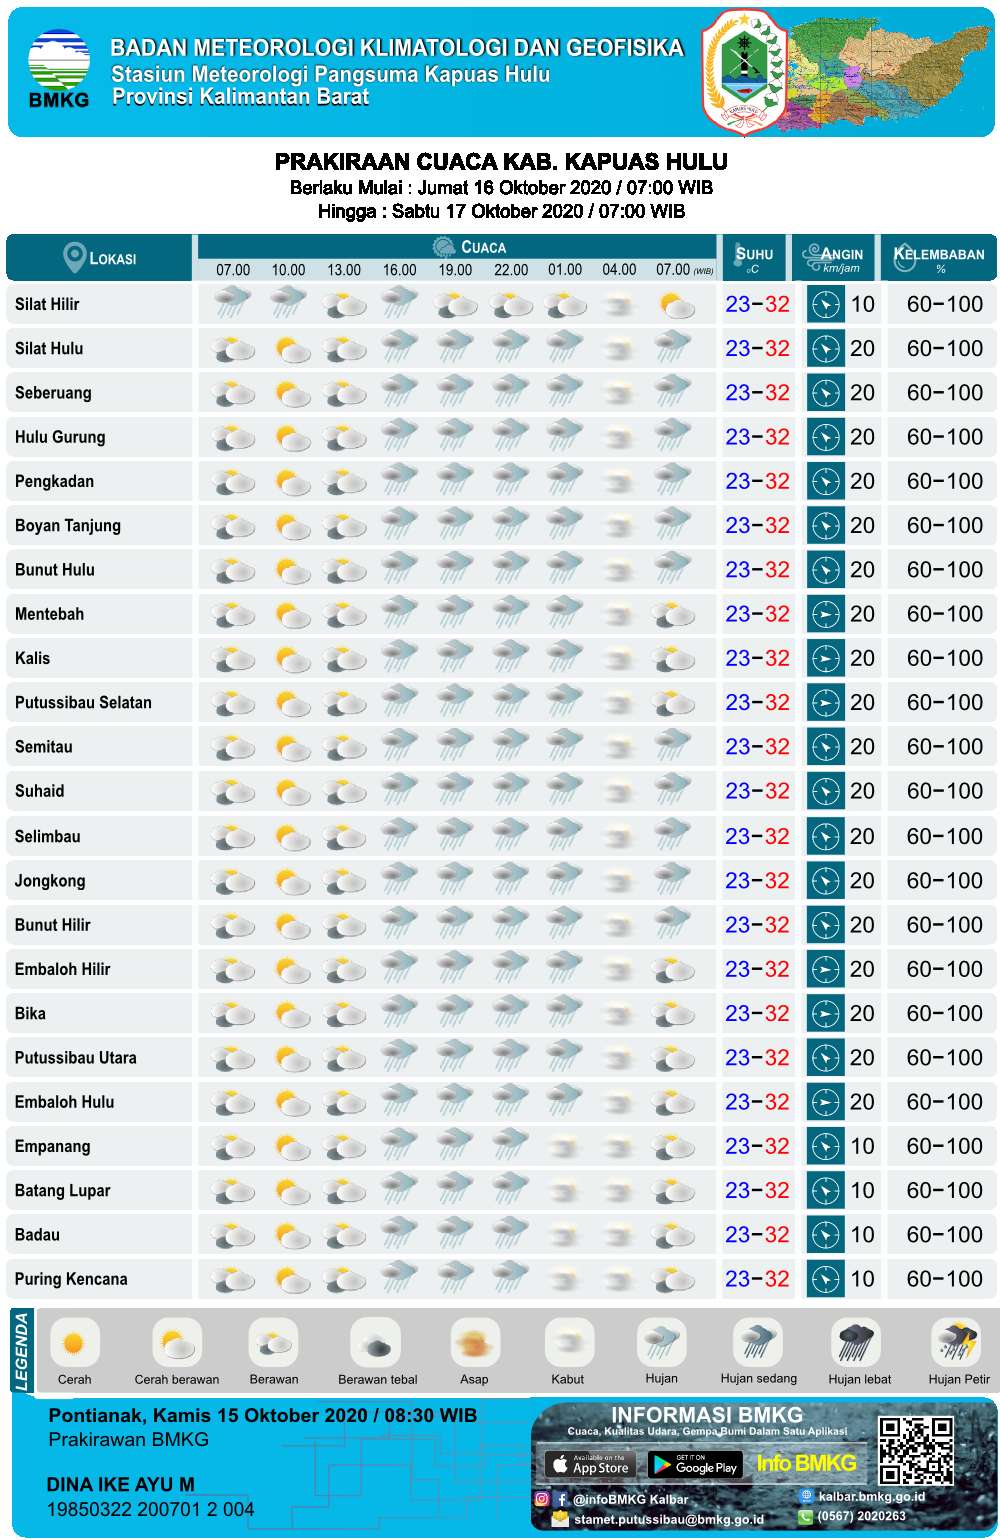 BADAN METEOROLOGI KLIMATOLOGI DAN GEOFISIKA
Stasiun Meteorologi Pangsuma Kapuas Hulu
Provinsi Kalimantan Barat
BMKG
KAPUAS HULU
PRAKIRAAN CUACA KAB. KAPUAS HULU
Berlaku Mulai : Jumat 16 Oktober 2020 / 07:00 WIB
Hingga : Sabtu 17 Oktober 2020 / 07:00 WIB
LOKASI CUACA SUHU °C ANGIN km/jam KELEMBABAN %
07.00 10.00 13.00 16.00 19.00 22.00 01.00 04.00 07.00 (WIB)
Silat Hilir 23-32 10 60-100
Silat Hulu 23-32 20 60-100
Seberuang 23-32 20 60-100
Hulu Gurung 23-32 20 60-100
Pengkadan 23-32 20 60-100
Boyan Tanjung 23-32 20 60-100
Bunut Hulu 23-32 20 60-100
Mentebah 23-32 20 60-100
Kalis 23-32 20 60-100
Putussibau Selatan 23-32 20 60-100
Semitau 23-32 20 60-100
Suhaid 23-32 20 60-100
Selimbau 23-32 20 60-100
Jongkong 23-32 20 60-100
Bunut Hilir 23-32 20 60-100
Embaloh Hilir 23-32 20 60-100
Bika 23-32 20 60-100
Putussibau Utara 23-32 20 60-100
Embaloh Hulu 23-32 20 60-100
Empanang 23-32 10 60-100
Batang Lupar 23-32 10 60-100
Badau 23-32 10 60-100
Puring Kencana 23-32 10 60-100
LEGENDA
Cerah Cerah berawan Berawan Berawan tebal Asap Kabut Hujan Hujan sedang Hujan lebat Hujan Petir
Pontianak, Kamis 15 Oktober 2020 / 08:30 WIB
Prakirawan BMKG
DINA IKE AYU M
19850322 200701 2 004
INFORMASI BMKG
Cuaca, Kualitas Udara, Gempa Bumi Dalam Satu Aplikasi
Available on the App Store
GET IT ON Google Play
Info BMKG
@infoBMKG Kalbar
kalbar.bmkg.go.id
stamet.putussibau@bmkg.go.id
(0567) 2020263